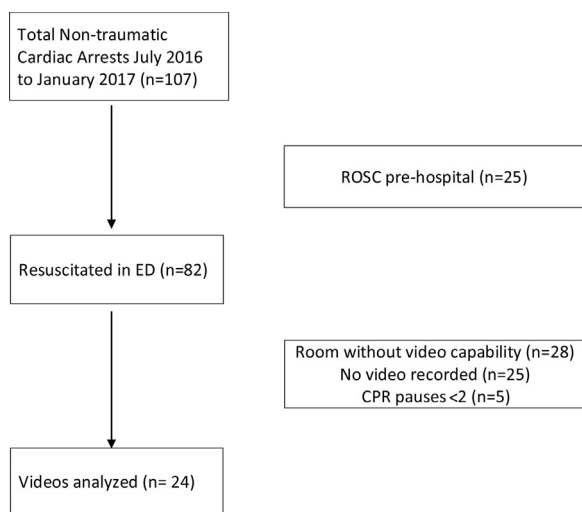 Total Non-traumatic
Cardiac Arrests July 2016
to January 2017 (n=107)
ROSC pre-hospital (n=25)
Resuscitated in ED (n=82)
Room without video capability (n=28)
No video recorded (n=25)
CPR pauses <2 (n=5)
Videos analyzed (n= 24)